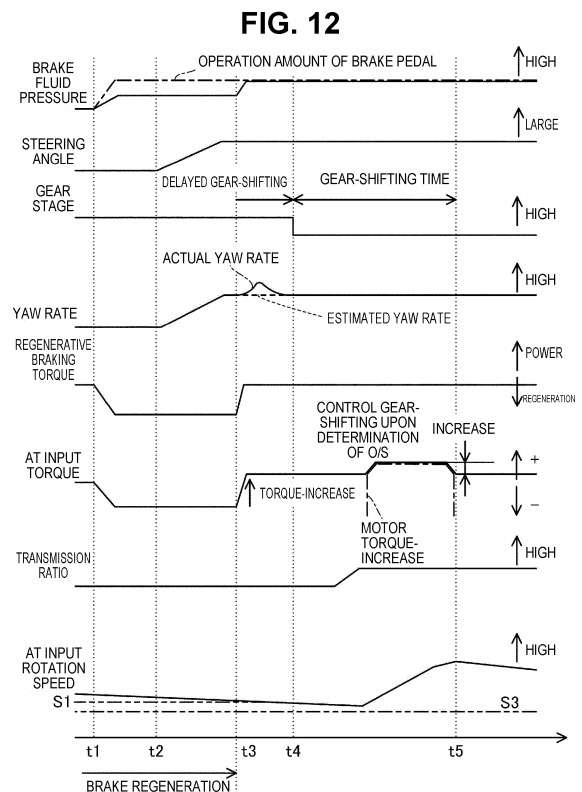 FIG. 12
OPERATION AMOUNT OF BRAKE PEDAL
HIGH
BRAKE
FLUID
PRESSURE
LARGE
STEERING
ANGLE
DELAYED GEAR-SHIFTING
GEAR-SHIFTING TIME
GEAR
STAGE
HIGH
ACTUAL YAW RATE
HIGH
YAW RATE
ESTIMATED YAW RATE
REGENERATIVE
BRAKING
TORQUE
POWER
REGENERATION
CONTROL GEAR-
SHIFTING UPON
DETERMINATION
OF O/S
INCREASE
AT INPUT
TORQUE
+
TORQUE-INCREASE
−
MOTOR
TORQUE-
INCREASE
TRANSMISSION
RATIO
HIGH
AT INPUT
ROTATION
SPEED
HIGH
S1
S3
t1 t2 t3 t4 t5
BRAKE REGENERATION